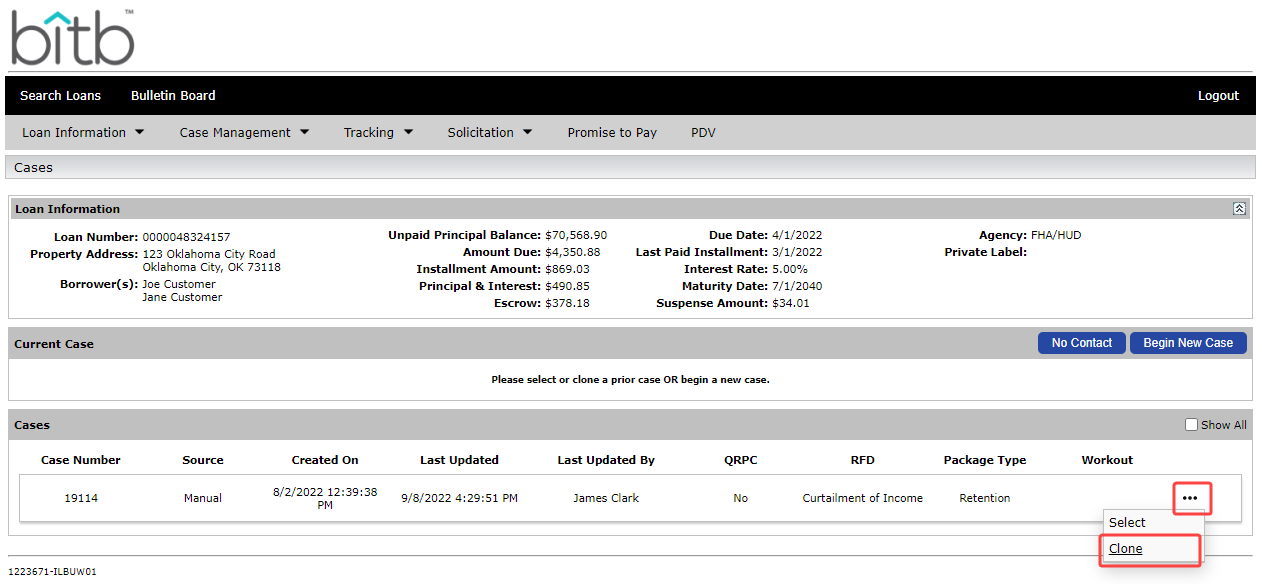 bitb™
Search Loans Bulletin Board Logout
Loan Information Case Management Tracking Solicitation Promise to Pay PDV
Cases
Loan Information
Loan Number: 0000048324157 Unpaid Principal Balance: $70,568.90 Due Date: 4/1/2022 Agency: FHA/HUD
Property Address: 123 Oklahoma City Road Amount Due: $4,350.88 Last Paid Installment: 3/1/2022 Private Label:
Oklahoma City, OK 73118 Installment Amount: $869.03 Interest Rate: 5.00%
Borrower(s): Joe Customer Principal & Interest: $490.85 Maturity Date: 7/1/2040
Jane Customer Escrow: $378.18 Suspense Amount: $34.01
Current Case No Contact Begin New Case
Please select or clone a prior case OR begin a new case.
Cases Show All
Case Number Source Created On Last Updated Last Updated By QRPC RFD Package Type Workout
19114 Manual 8/2/2022 12:39:38 PM 9/8/2022 4:29:51 PM James Clark No Curtailment of Income Retention •••
Select
Clone
1223671-ILBUW01